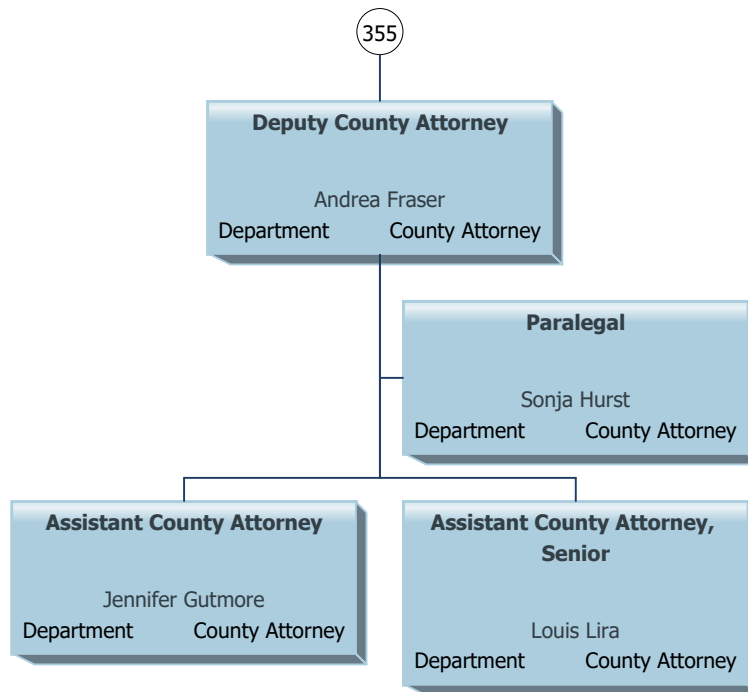 355
Deputy County Attorney
Andrea Fraser
Department County Attorney
Paralegal
Sonja Hurst
Department County Attorney
Assistant County Attorney
Jennifer Gutmore
Department County Attorney
Assistant County Attorney,
Senior
Louis Lira
Department County Attorney